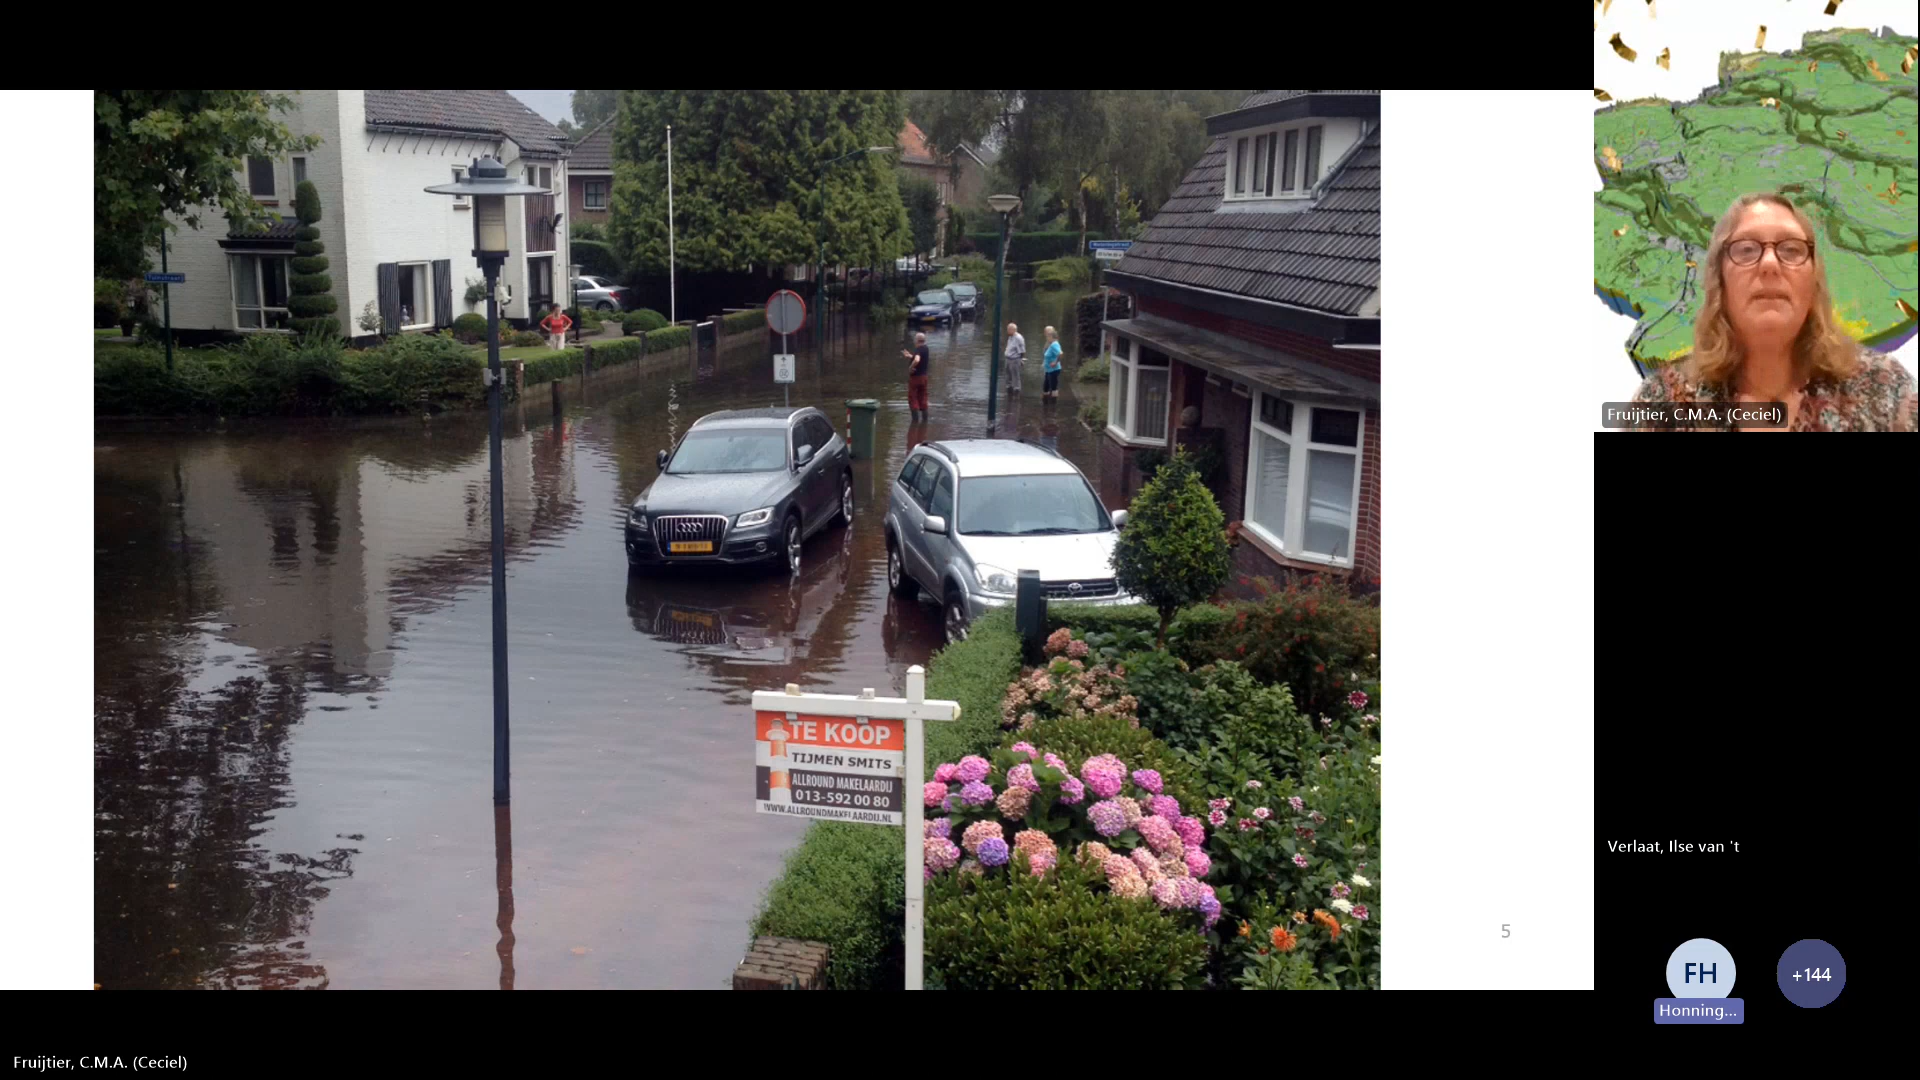 TE KOOP
TIJMEN SMITS
ALLROUND MAKELAARDIJ
013-592 00 80
WWW.ALLROUNDMAKELAARDIJ.NL
5
Fruijtier, C.M.A. (Ceciel)
Verlaat, Ilse van 't
FH
+144
Honning...
Fruijtier, C.M.A. (Ceciel)